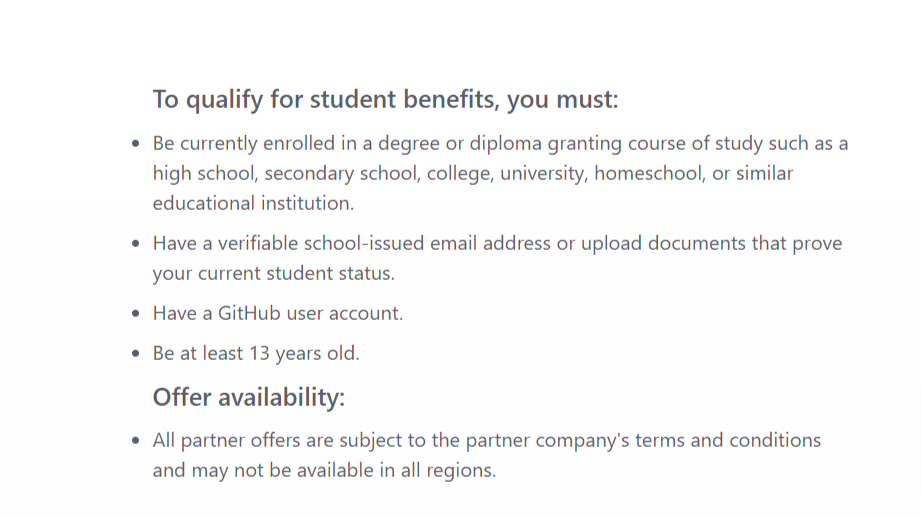 To qualify for student benefits, you must:
Be currently enrolled in a degree or diploma granting course of study such as a
high school, secondary school, college, university, homeschool, or similar
educational institution.
Have a verifiable school-issued email address or upload documents that prove
your current student status.
Have a GitHub user account.
Be at least 13 years old.
Offer availability:
All partner offers are subject to the partner company's terms and conditions
and may not be available in all regions.